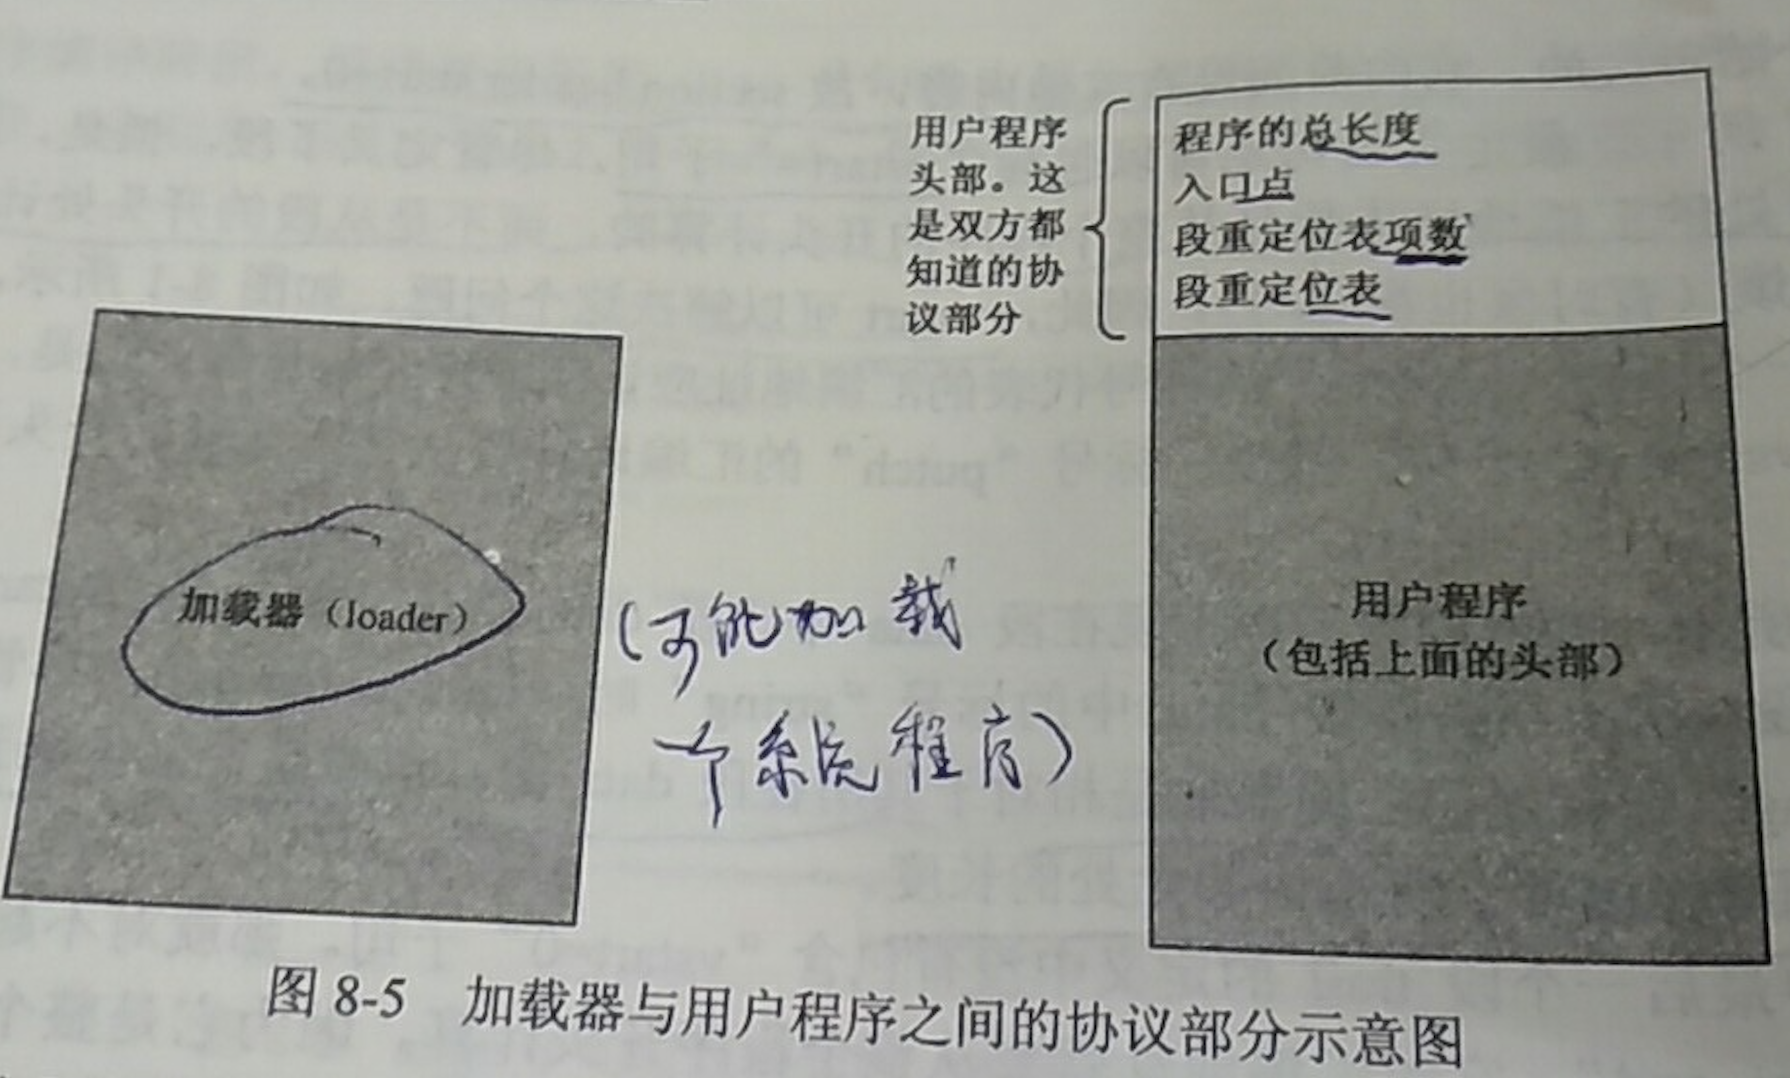 用户程序
头部。这
是双方都
知道的协
议部分
程序的总长度
入口点
段重定位表项数
段重定位表
加载器（loader）
（可能加载
个系统程序）
用户程序
（包括上面的头部）
图 8-5 加载器与用户程序之间的协议部分示意图